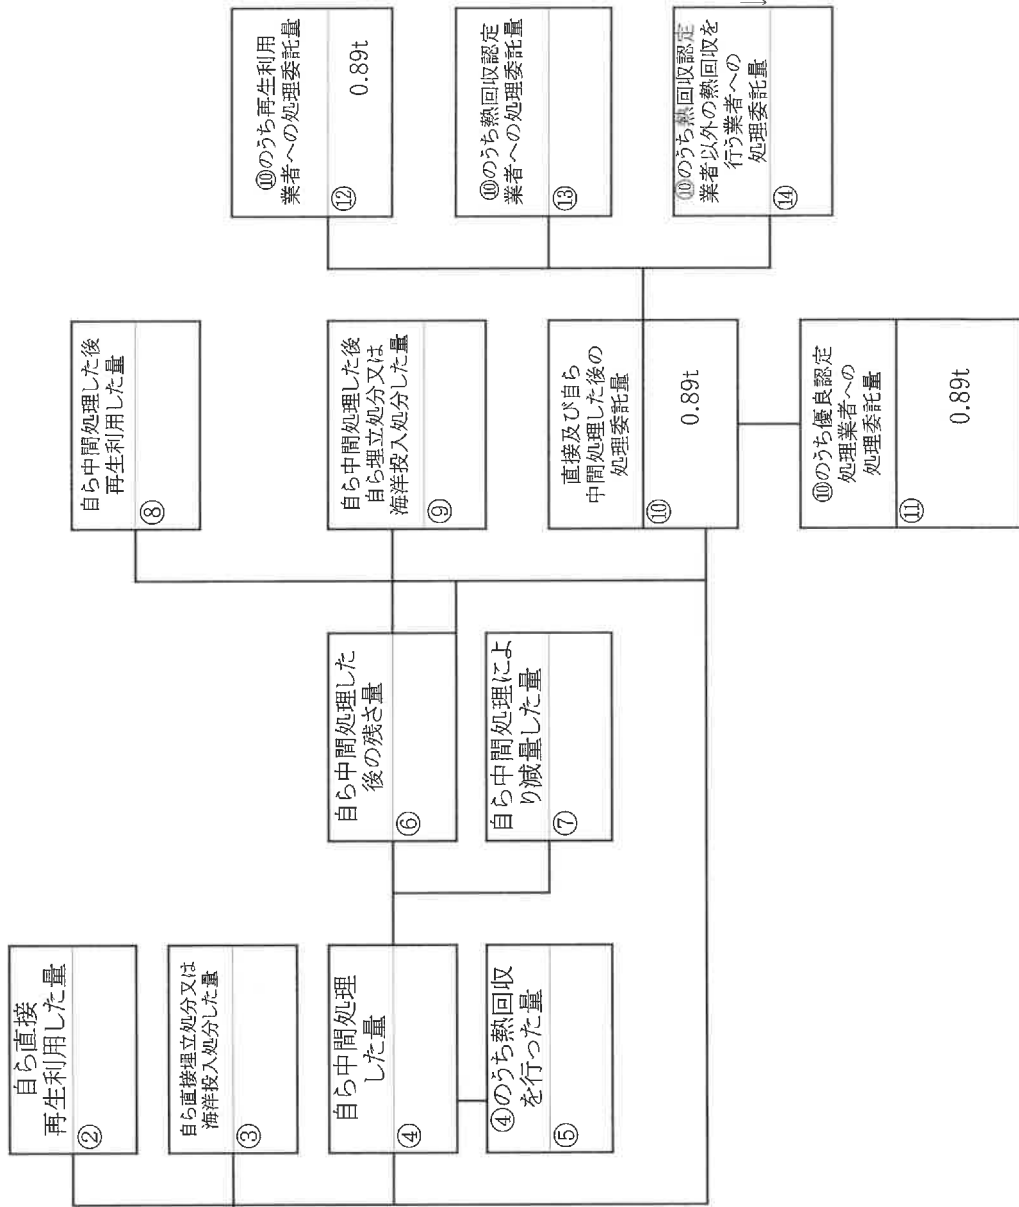 自ら直接
再生利用した量
②
自ら直接埋立処分又は
海洋投入処分した量
③
自ら中間処理
した量
④
④のうち熱回収
を行った量
⑤
自ら中間処理した
後の残さ量
⑥
自ら中間処理によ
り減量した量
⑦
自ら中間処理した後
再生利用した量
⑧
自ら中間処理した後
自ら埋立処分又は
海洋投入処分した量
⑨
直接及び自ら
中間処理した後の
処理委託量
⑩
0.89t
⑩のうち優良認定
処理業者への
処理委託量
⑪
0.89t
⑩のうち再生利用
業者への処理委託量
⑫
0.89t
⑩のうち熱回収認定
業者への処理委託量
⑬
⑩のうち熱回収認定
業者以外の熱回収を
行う業者への
処理委託量
⑭